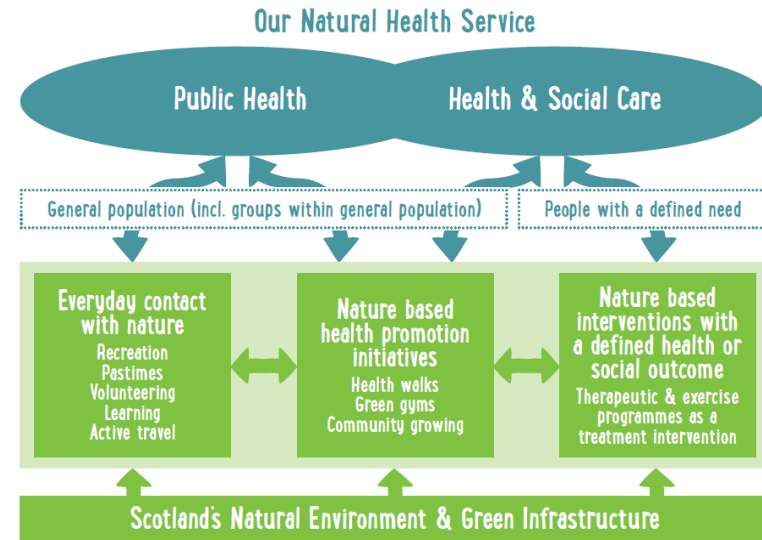 Our Natural Health Service
Public Health
Health & Social Care
General population (incl. groups within general population)
People with a defined need
Everyday contact
with nature
Recreation
Pastimes
Volunteering
Learning
Active travel
Nature based
health promotion
initiatives
Health walks
Green gyms
Community growing
Nature based
interventions with
a defined health or
social outcome
Therapeutic & exercise
programmes as a
treatment intervention
Scotland's Natural Environment & Green Infrastructure